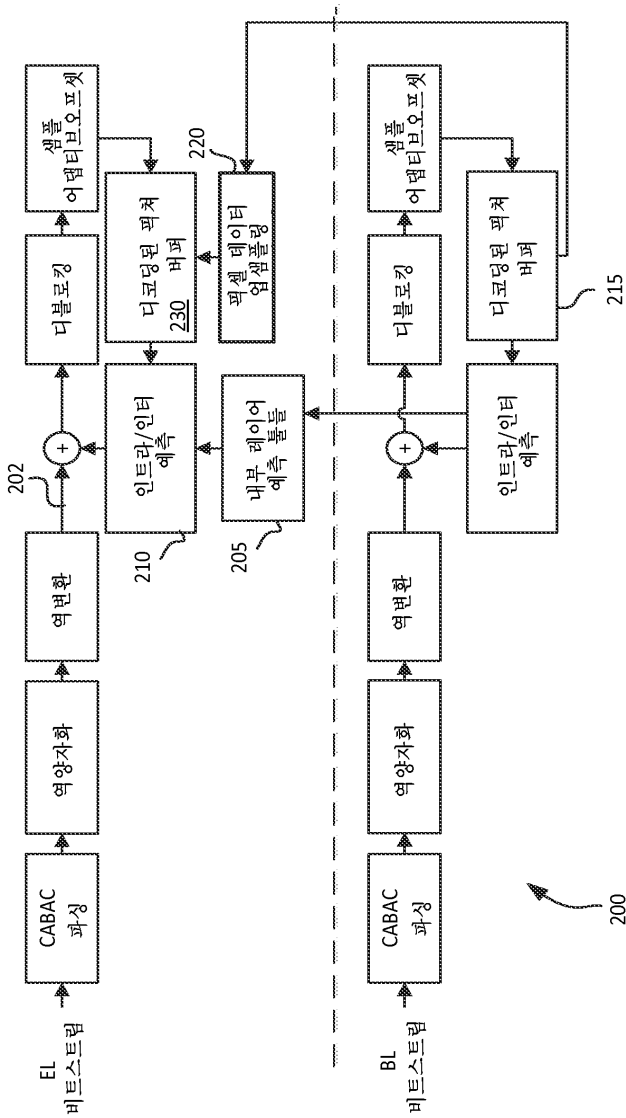 EL
비트스트림
CABAC
파싱
역양자화
역변환
202
+
디블로킹
샘플
어댑티브오프셋
인트라/인터
예측
210
디코딩된 픽쳐
버퍼
230
내부 레이어
예측 툴들
205
픽셀 데이터
업샘플링
220
BL
비트스트림
CABAC
파싱
역양자화
역변환
+
디블로킹
샘플
어댑티브오프셋
인트라/인터
예측
디코딩된 픽쳐
버퍼
215
200